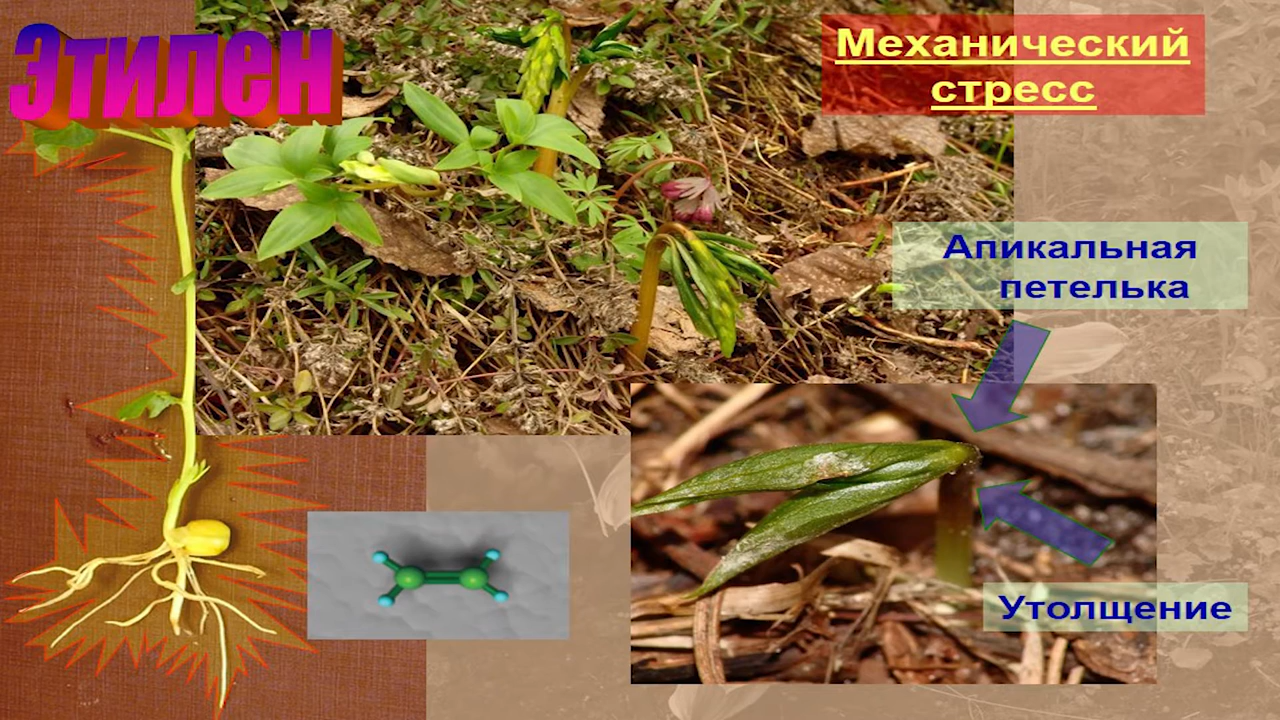 Этилен
Механический
стресс
Апикальная
петелька
Утолщение